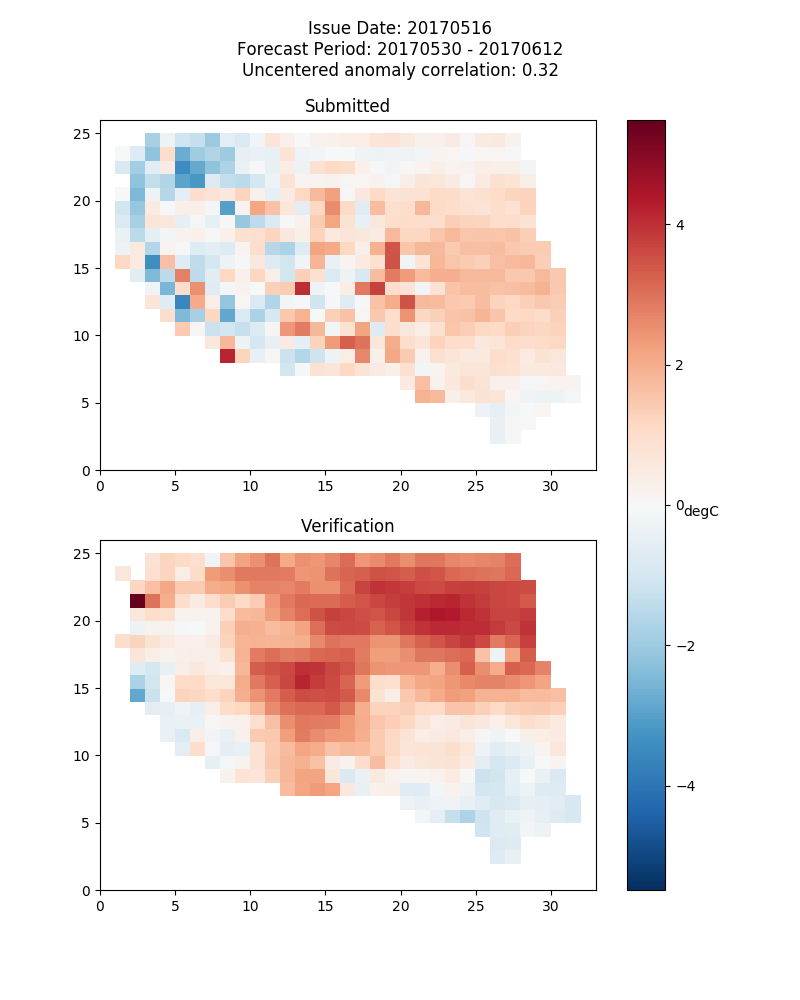 Issue Date: 20170516
Forecast Period: 20170530 - 20170612
Uncentered anomaly correlation: 0.32
Submitted
25
20
15
10
5
0
0 5 10 15 20 25 30
Verification
25
20
15
10
5
0
0 5 10 15 20 25 30
4
2
0
−2
−4
degC